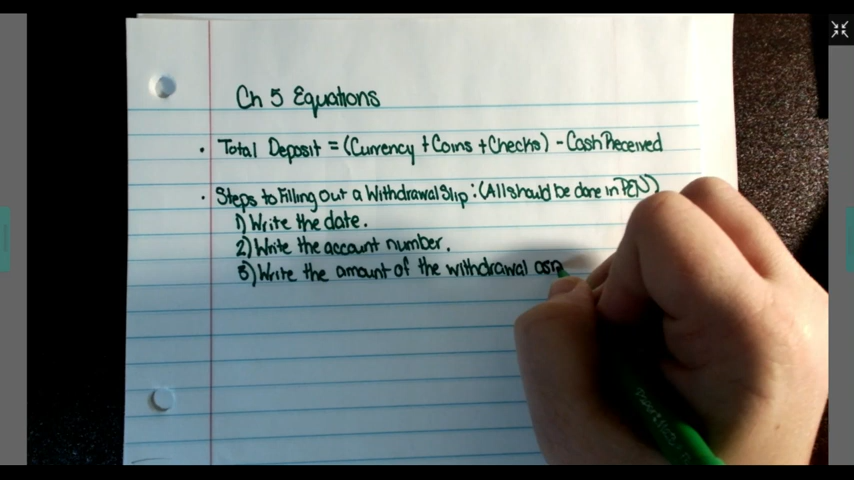 Ch 5 Equations
• Total Deposit = (Currency + Coins + Checks) - Cash Received
• Steps to Filling Out a Withdrawal Slip: (All should be done in PEN)
1) Write the date.
2) Write the account number.
3) Write the amount of the withdrawal as